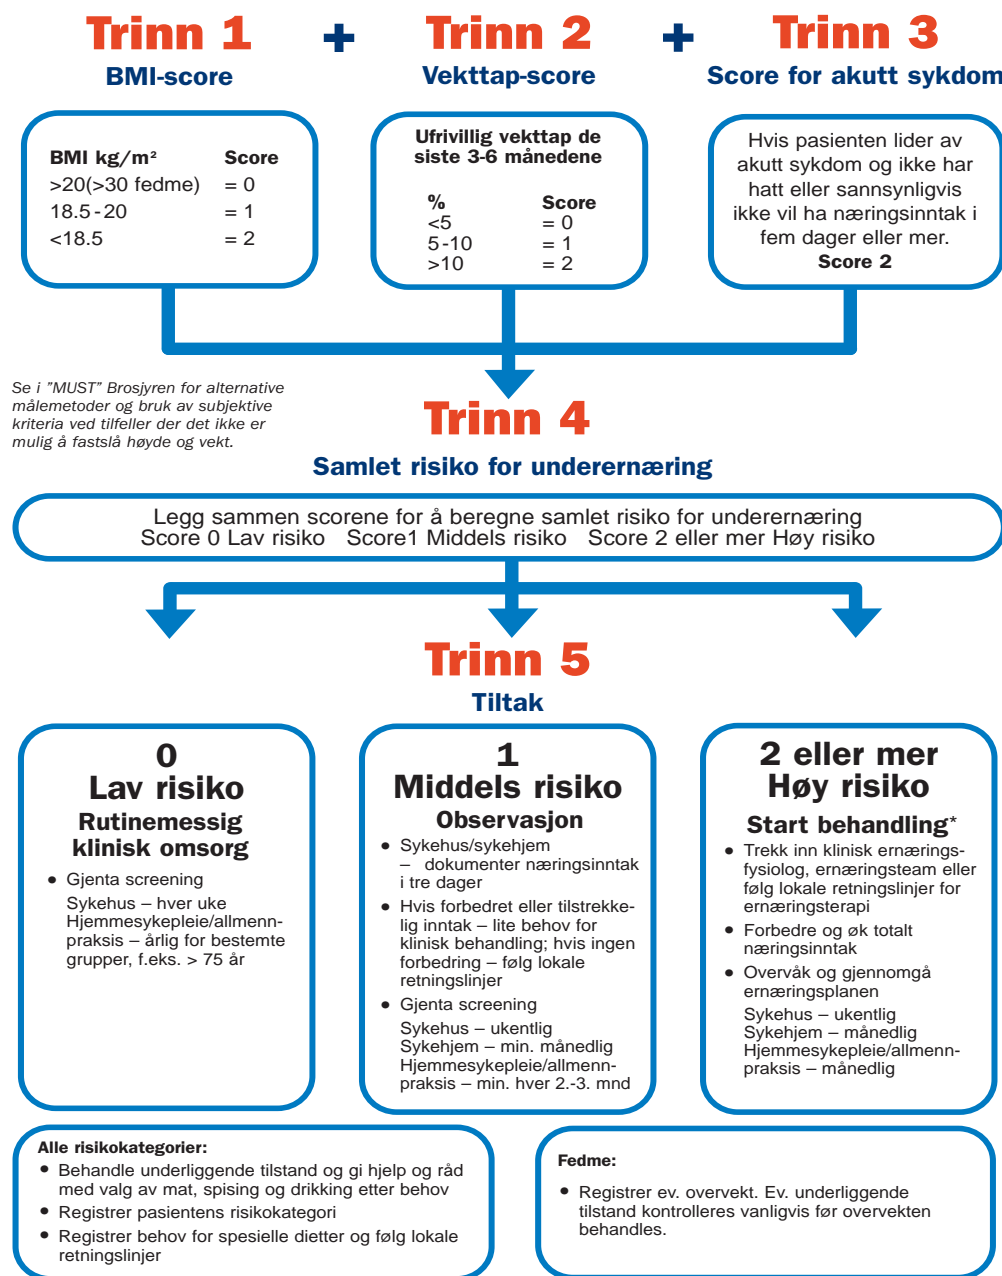 Trinn 1 + Trinn 2 + Trinn 3
BMI-score
Vekttap-score
Score for akutt sykdom
BMI kg/m² Score
>20(>30 fedme) = 0
18.5-20 = 1
<18.5 = 2
Ufrivillig vekttap de
siste 3-6 månedene
% Score
<5 = 0
5-10 = 1
>10 = 2
Hvis pasienten lider av
akutt sykdom og ikke har
hatt eller sannsynligvis
ikke vil ha næringsinntak i
fem dager eller mer.
Score 2
Se i "MUST" Brosjyren for alternative
målemetoder og bruk av subjektive
kriteria ved tilfeller der det ikke er
mulig å fastslå høyde og vekt.
Trinn 4
Samlet risiko for underernæring
Legg sammen scorene for å beregne samlet risiko for underernæring
Score 0 Lav risiko Score1 Middels risiko Score 2 eller mer Høy risiko
Trinn 5
Tiltak
0
Lav risiko
Rutinemessig
klinisk omsorg
• Gjenta screening
Sykehus – hver uke
Hjemmesykepleie/allmenn-
praksis – årlig for bestemte
grupper, f.eks. > 75 år
1
Middels risiko
Observasjon
• Sykehus/sykehjem
– dokumenter næringsinntak
i tre dager
• Hvis forbedret eller tilstrekke-
lig inntak – lite behov for
klinisk behandling; hvis ingen
forbedring – følg lokale
retningslinjer
• Gjenta screening
Sykehus – ukentlig
Sykehjem – min. månedlig
Hjemmesykepleie/allmenn-
praksis – min. hver 2.-3. mnd
2 eller mer
Høy risiko
Start behandling*
• Trekk inn klinisk ernærings-
fysiolog, ernæringsteam eller
følg lokale retningslinjer for
ernæringsterapi
• Forbedre og øk totalt
næringsinntak
• Overvåk og gjennomgå
ernæringsplanen
Sykehus – ukentlig
Sykehjem – månedlig
Hjemmesykepleie/allmenn-
praksis – månedlig
Alle risikokategorier:
• Behandle underliggende tilstand og gi hjelp og råd
med valg av mat, spising og drikking etter behov
• Registrer pasientens risikokategori
• Registrer behov for spesielle dietter og følg lokale
retningslinjer
Fedme:
• Registrer ev. overvekt. Ev. underliggende
tilstand kontrolleres vanligvis før overvekten
behandles.